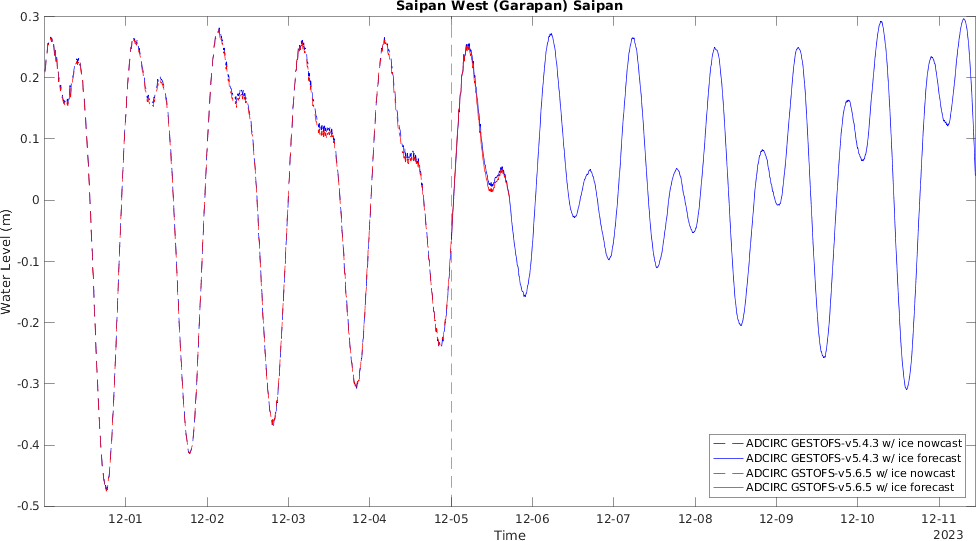 Saipan West (Garapan) Saipan
0.3
0.2
0.1
0
-0.1
-0.2
-0.3
-0.4
-0.5
Water Level (m)
ADCIRC GESTOFS-v5.4.3 w/ ice nowcast
ADCIRC GESTOFS-v5.4.3 w/ ice forecast
ADCIRC GSTOFS-v5.6.5 w/ ice nowcast
ADCIRC GSTOFS-v5.6.5 w/ ice forecast
12-01 12-02 12-03 12-04 12-05 12-06 12-07 12-08 12-09 12-10 12-11
Time
2023